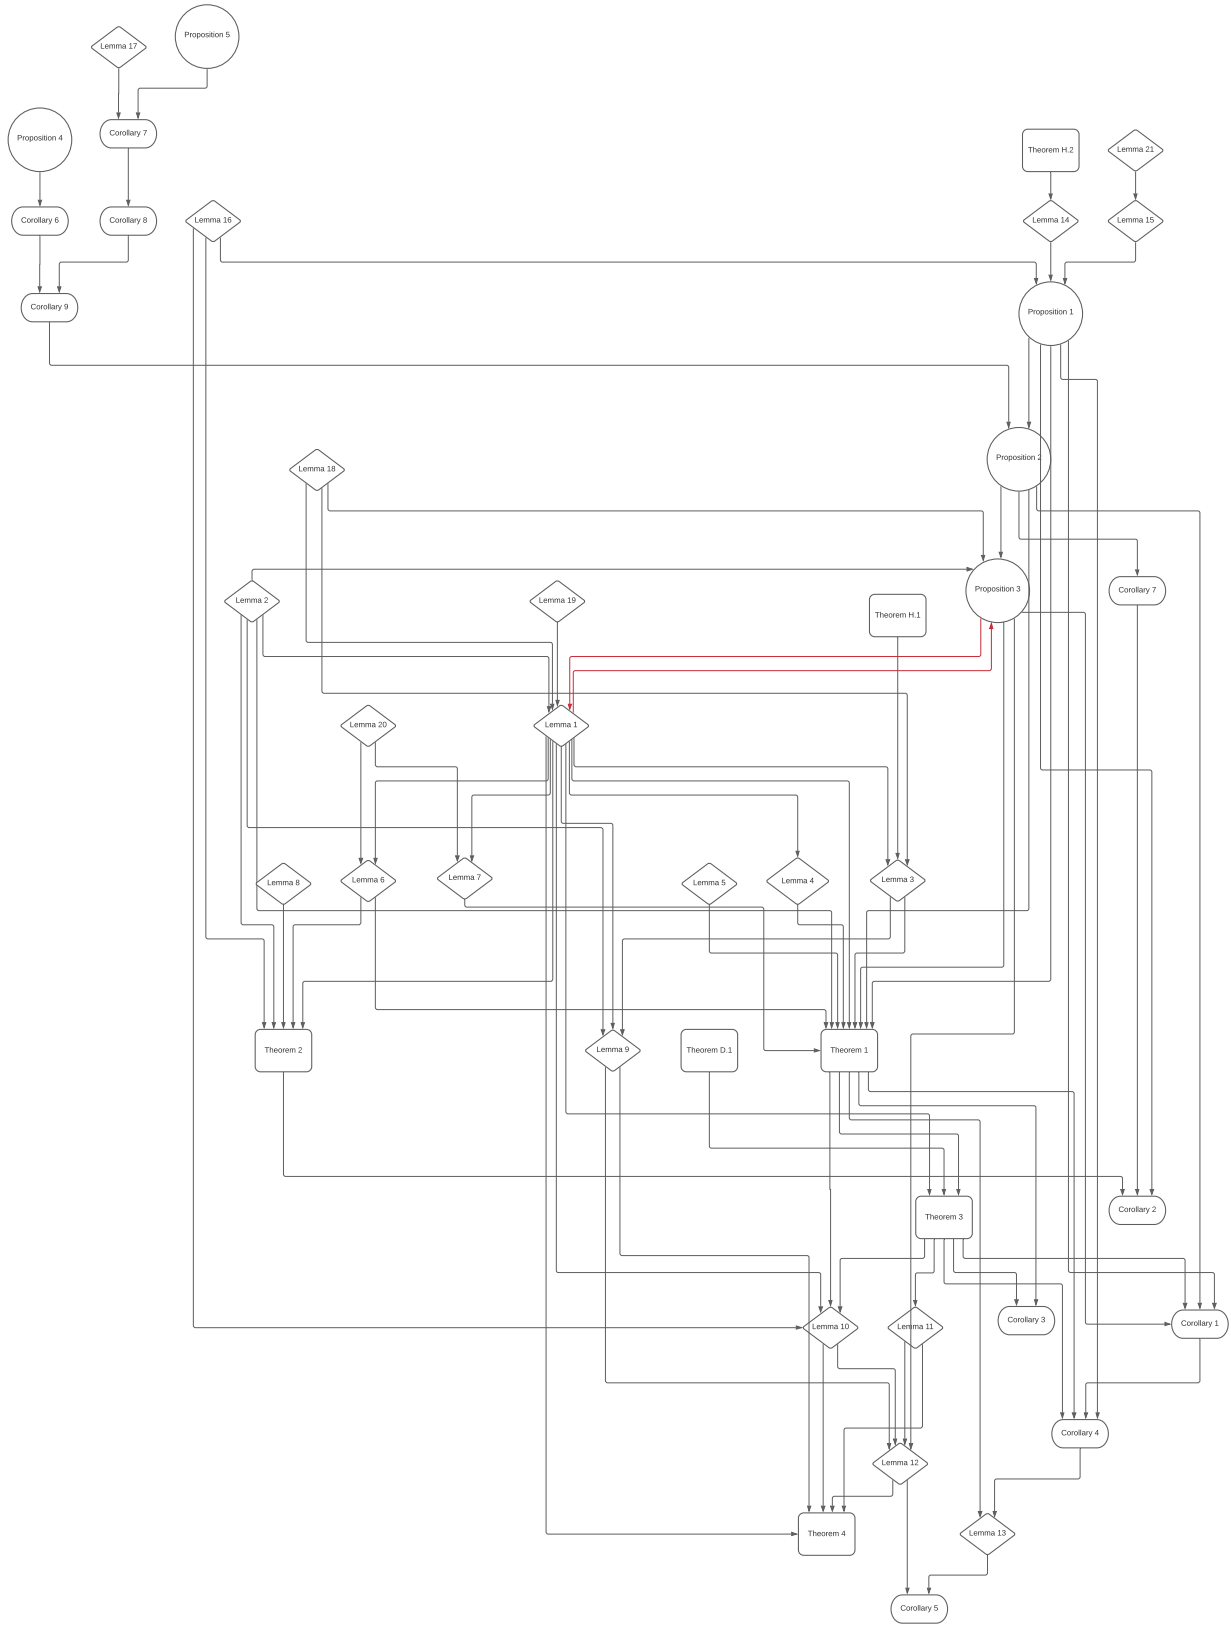 Proposition 5
Lemma 17
Corollary 7
Proposition 4
Theorem H.2
Lemma 21
Corollary 6
Corollary 8
Lemma 16
Lemma 14
Lemma 15
Corollary 9
Proposition 1
Proposition 2
Lemma 18
Proposition 3
Corollary 7
Lemma 2
Lemma 19
Theorem H.1
Lemma 20
Lemma 1
Lemma 8
Lemma 6
Lemma 7
Lemma 5
Lemma 4
Lemma 3
Theorem 2
Lemma 9
Theorem D.1
Theorem 1
Theorem 3
Corollary 2
Lemma 10
Lemma 11
Corollary 3
Corollary 1
Corollary 4
Lemma 12
Theorem 4
Lemma 13
Corollary 5